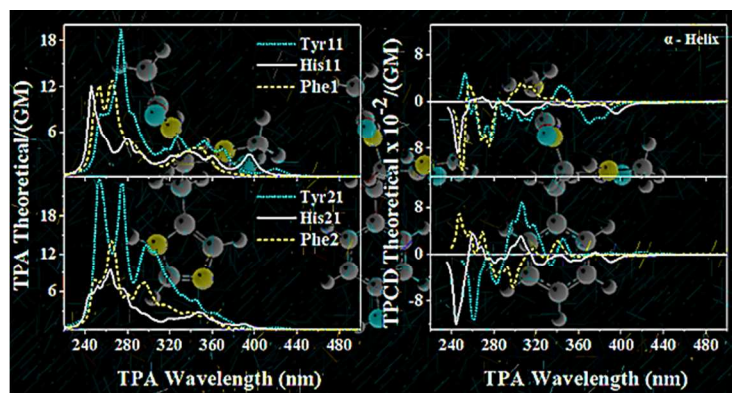 18
12
6
Tyr11
His11
Phe1
18
12
6
Tyr21
His21
Phe2
TPA Theoretical/(GM)
240 280 320 360 400 440 480
TPA Wavelength (nm)
α - Helix
8
0
-8
8
0
-8
TPCD Theoretical x 10⁻² /(GM)
240 280 320 360 400 440 500
TPA Wavelength (nm)